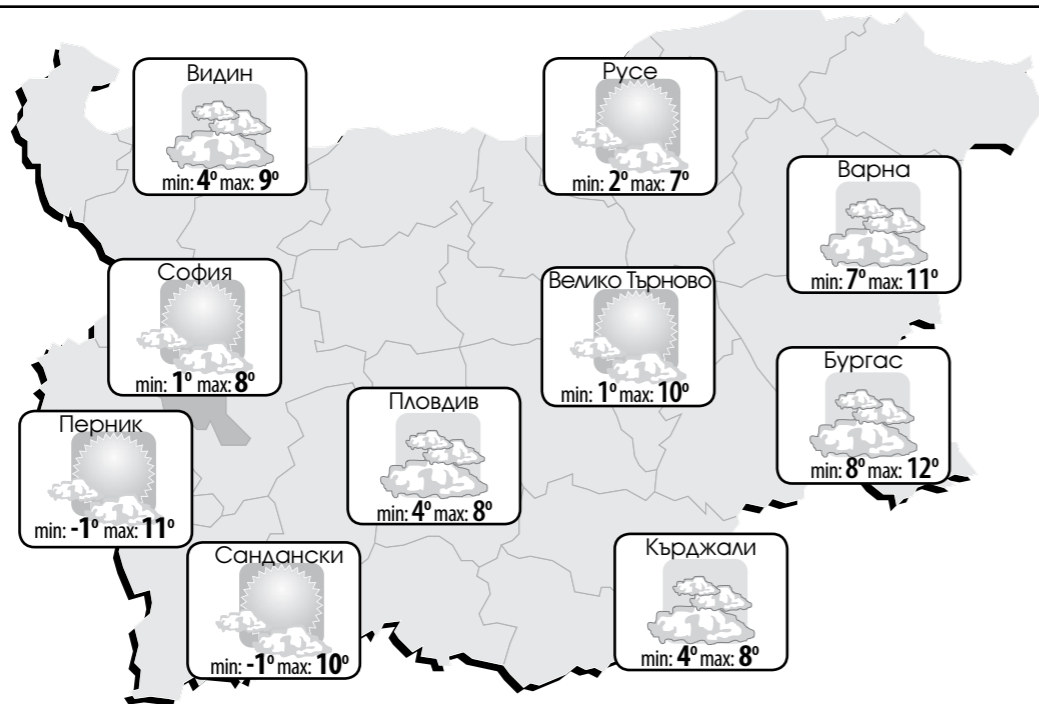 Видин
min: 4° max: 9°
Русе
min: 2° max: 7°
Варна
min: 7° max: 11°
София
min: 1° max: 8°
Велико Търново
min: 1° max: 10°
Бургас
min: 8° max: 12°
Пловдив
min: 4° max: 8°
Перник
min: -1° max: 11°
Сандански
min: -1° max: 10°
Кърджали
min: 4° max: 8°